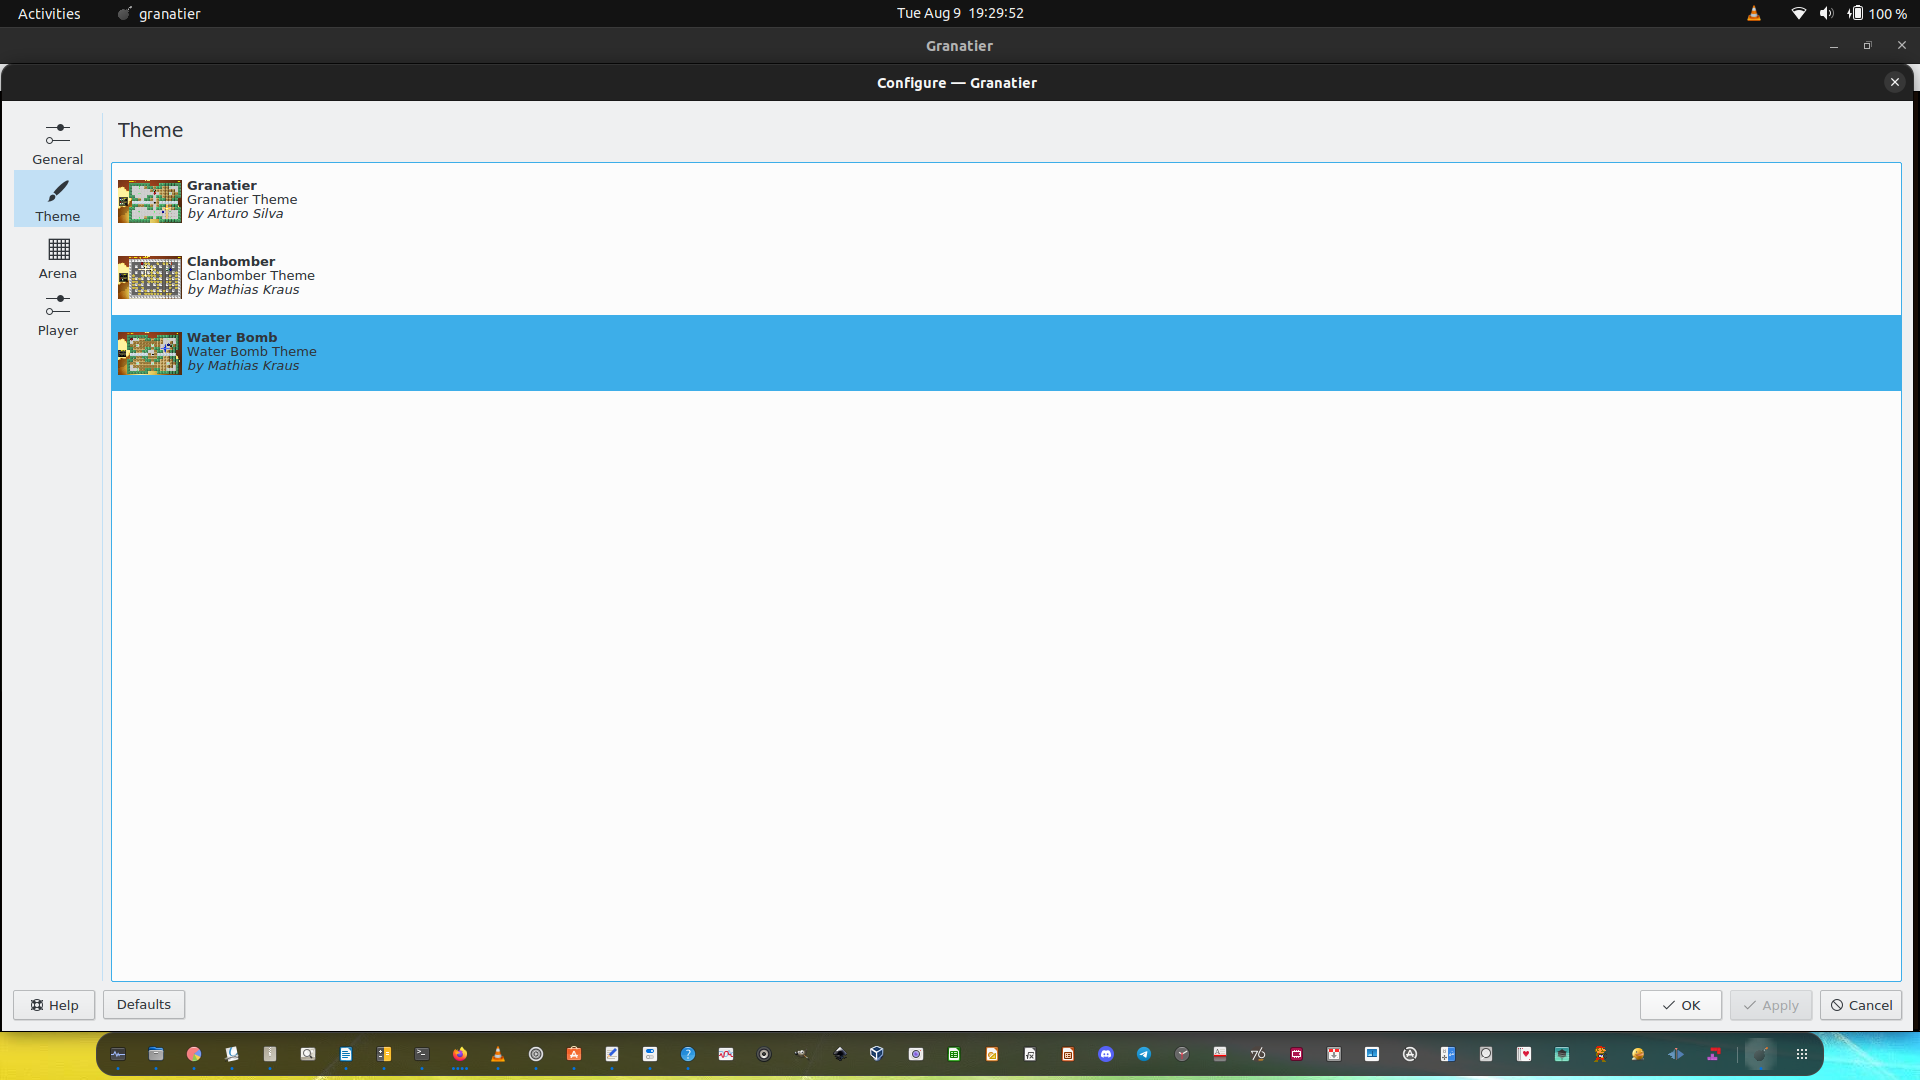 Activities
granatier
Tue Aug 9 19:29:52
100 %
Granatier
Configure — Granatier
General
Theme
Arena
Player
Theme
Granatier
Granatier Theme
by Arturo Silva
Clanbomber
Clanbomber Theme
by Mathias Kraus
Water Bomb
Water Bomb Theme
by Mathias Kraus
Help
Defaults
OK
Apply
Cancel